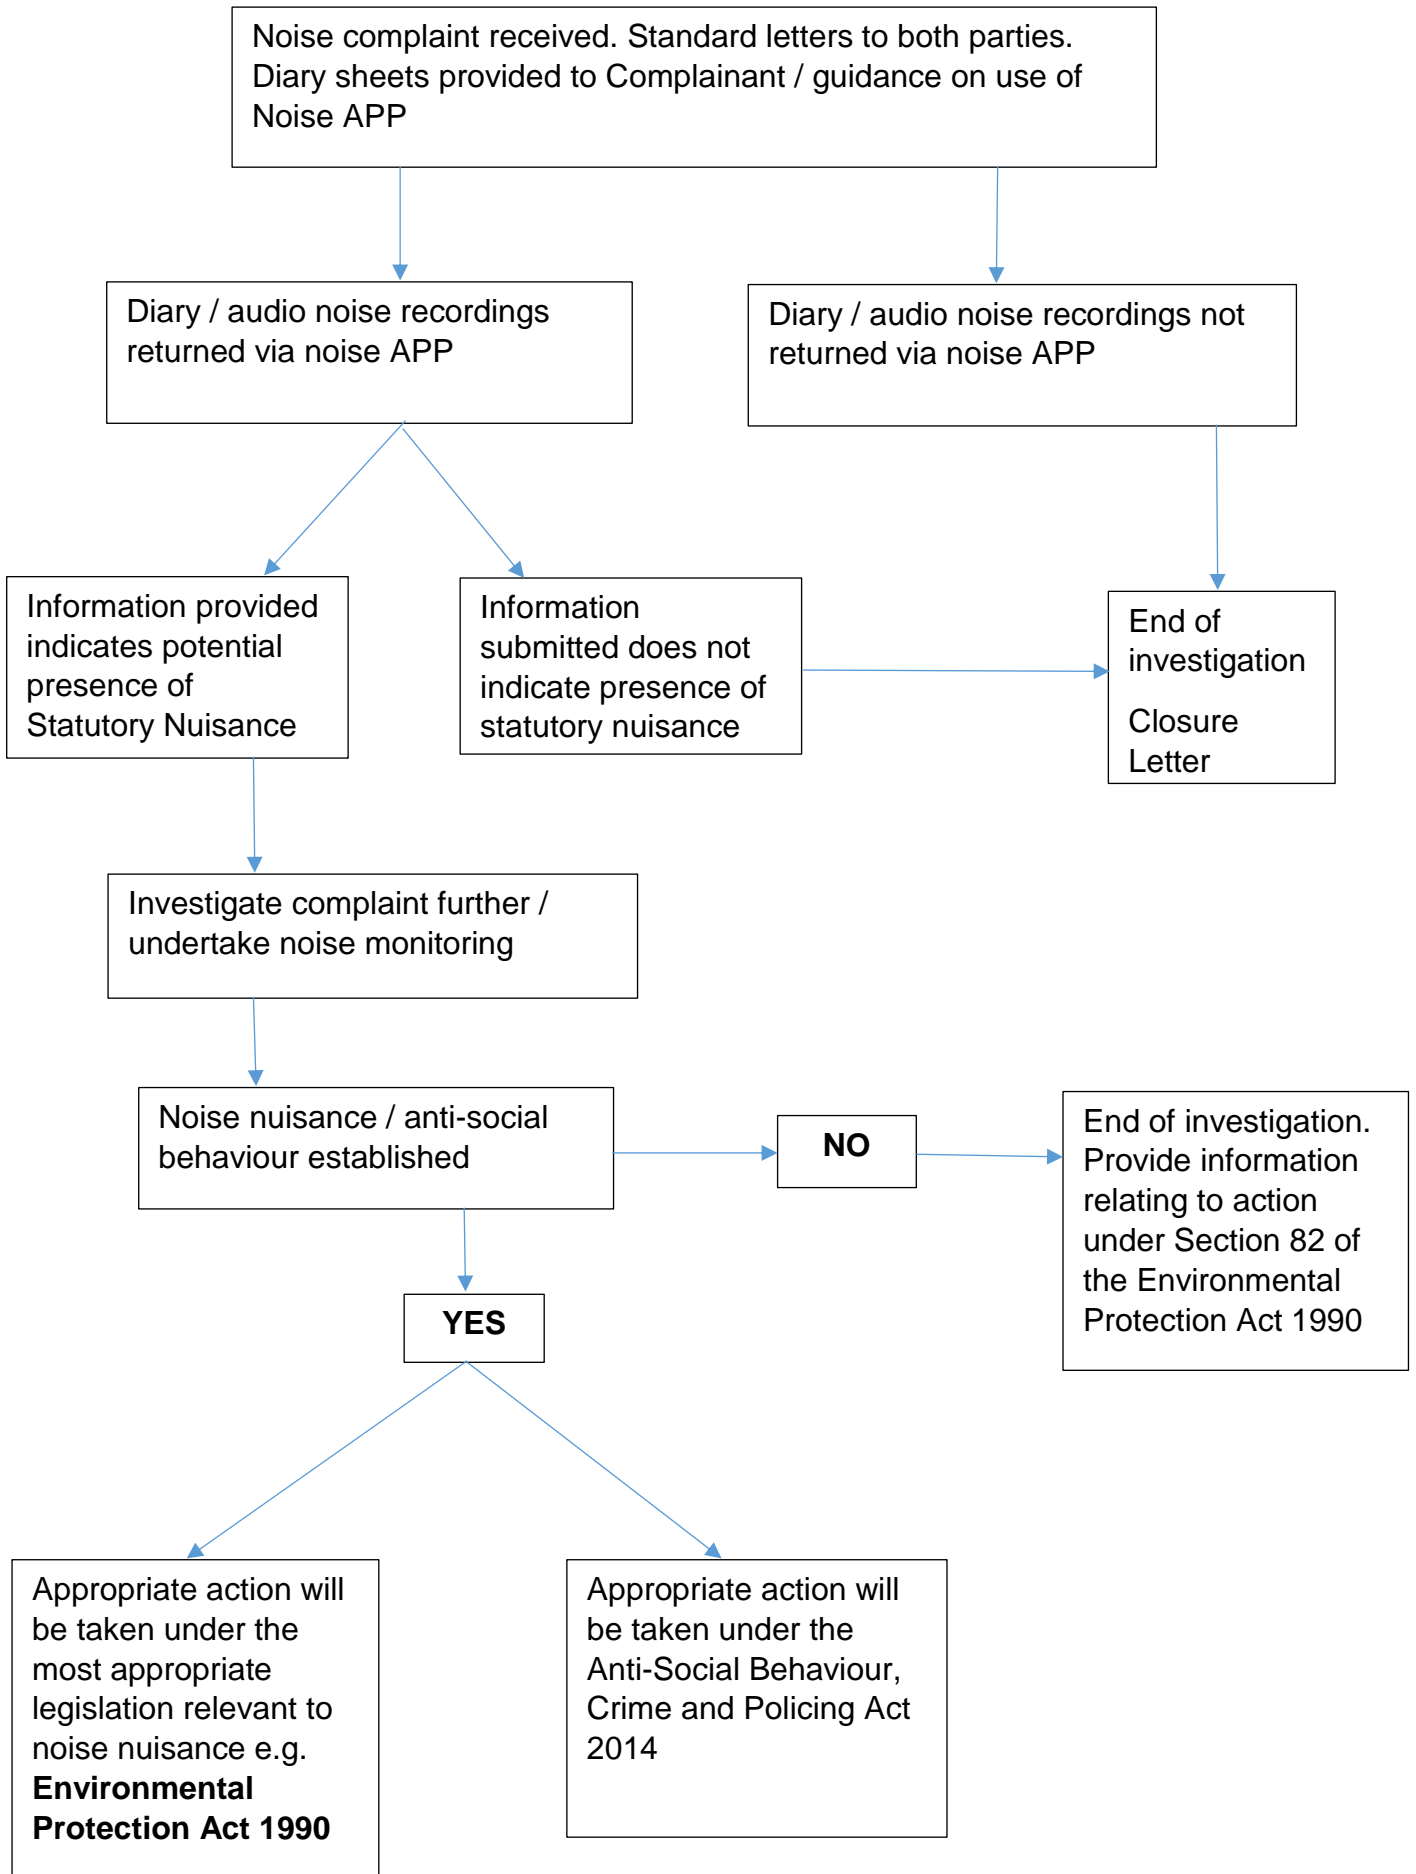 Noise complaint received. Standard letters to both parties.
Diary sheets provided to Complainant / guidance on use of
Noise APP
Diary / audio noise recordings
returned via noise APP
Diary / audio noise recordings not
returned via noise APP
Information provided
indicates potential
presence of
Statutory Nuisance
Information
submitted does not
indicate presence of
statutory nuisance
End of
investigation
Closure
Letter
Investigate complaint further /
undertake noise monitoring
Noise nuisance / anti-social
behaviour established
NO
End of investigation.
Provide information
relating to action
under Section 82 of
the Environmental
Protection Act 1990
YES
Appropriate action will
be taken under the
most appropriate
legislation relevant to
noise nuisance e.g.
Environmental
Protection Act 1990
Appropriate action will
be taken under the
Anti-Social Behaviour,
Crime and Policing Act
2014